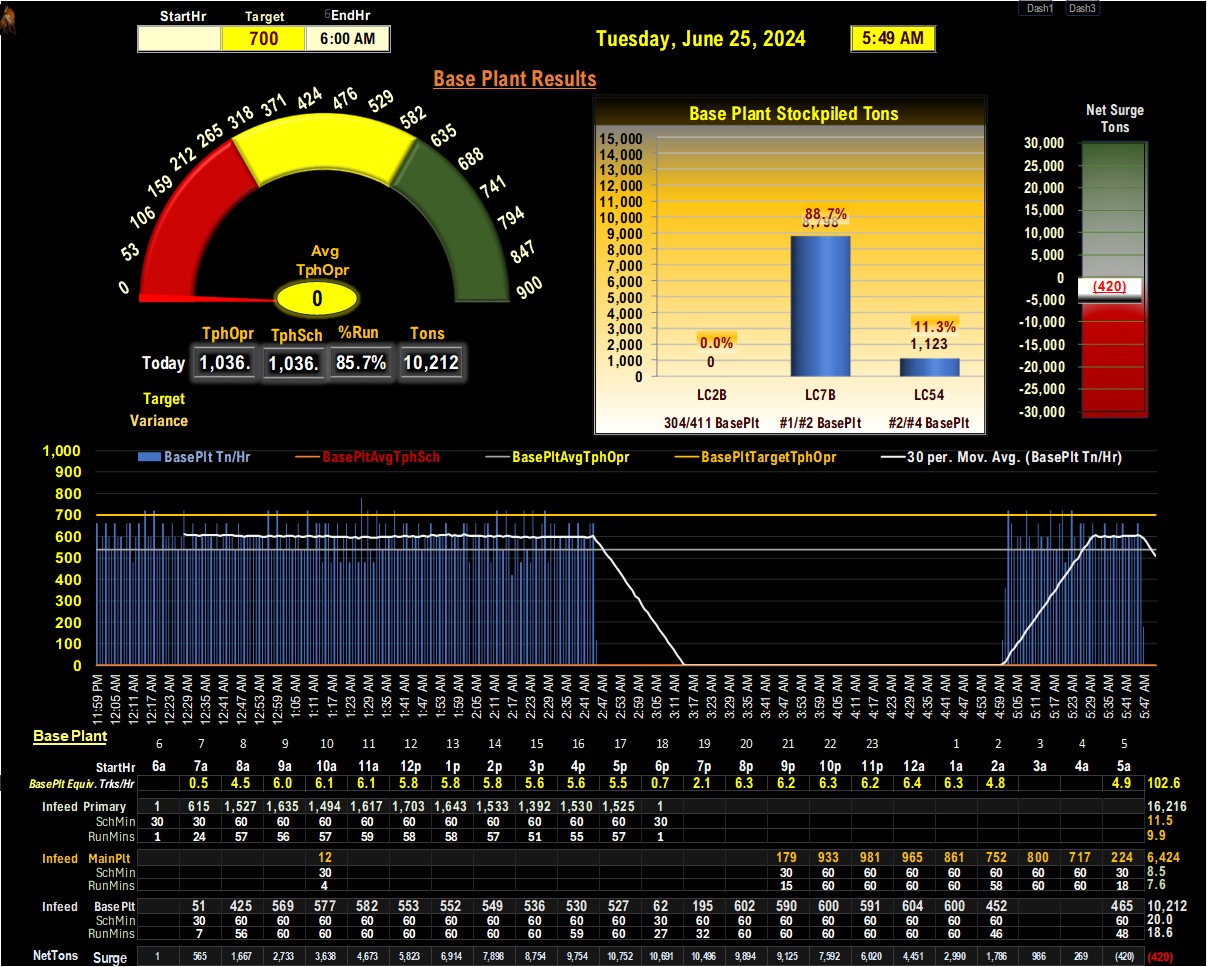 Dash1 Dash3
StartHr Target 6 EndHr
700 6:00 AM
Tuesday, June 25, 2024 5:49 AM
Base Plant Results
0 53 106 159 212 265 318 371 424 476 529 582 635 688 741 794 847 900
Avg
TphOpr
0
TphOpr TphSch %Run Tons
Today 1,036. 1,036. 85.7% 10,212
Target
Variance
Base Plant Stockpiled Tons
15,000
14,000
13,000
12,000
11,000
10,000
9,000
8,000
7,000
6,000
5,000
4,000
3,000
2,000
1,000
0
0.0%
0
88.7%
8,798
11.3%
1,123
LC2B LC7B LC54
304/411 BasePlt #1/#2 BasePlt #2/#4 BasePlt
Net Surge
Tons
30,000
25,000
20,000
15,000
10,000
5,000
0
(420)
-5,000
-10,000
-15,000
-20,000
-25,000
-30,000
BasePlt Tn/Hr BasePltAvgTphSch BasePltAvgTphOpr BasePltTargetTphOpr 30 per. Mov. Avg. (BasePlt Tn/Hr)
1,000
900
800
700
600
500
400
300
200
100
0
11:59 PM 12:05 AM 12:11 AM 12:17 AM 12:23 AM 12:29 AM 12:35 AM 12:41 AM 12:47 AM 12:53 AM 12:59 AM 1:05 AM 1:11 AM 1:17 AM 1:23 AM 1:29 AM 1:35 AM 1:41 AM 1:47 AM 1:53 AM 1:59 AM 2:05 AM 2:11 AM 2:17 AM 2:23 AM 2:29 AM 2:35 AM 2:41 AM 2:47 AM 2:53 AM 2:59 AM 3:05 AM 3:11 AM 3:17 AM 3:23 AM 3:29 AM 3:35 AM 3:41 AM 3:47 AM 3:53 AM 3:59 AM 4:05 AM 4:11 AM 4:17 AM 4:23 AM 4:29 AM 4:35 AM 4:41 AM 4:47 AM 4:53 AM 4:59 AM 5:05 AM 5:11 AM 5:17 AM 5:23 AM 5:29 AM 5:35 AM 5:41 AM 5:47 AM
Base Plant
6 7 8 9 10 11 12 13 14 15 16 17 18 19 20 21 22 23 1 2 3 4 5
StartHr 6a 7a 8a 9a 10a 11a 12p 1p 2p 3p 4p 5p 6p 7p 8p 9p 10p 11p 12a 1a 2a 3a 4a 5a
BasePlt Equiv. Trks/Hr 0.5 4.5 6.0 6.1 6.1 5.8 5.8 5.8 5.6 5.6 5.5 0.7 2.1 6.3 6.2 6.3 6.2 6.4 6.3 4.8 4.9 102.6
Infeed Primary 1 615 1,527 1,635 1,494 1,617 1,703 1,643 1,533 1,392 1,530 1,525 1 16,216
SchMin 30 30 60 60 60 60 60 60 60 60 60 60 30 11.5
RunMins 1 24 57 56 57 59 58 58 57 51 55 57 1 9.9
Infeed MainPlt 12 179 933 981 965 861 752 800 717 224 6,424
SchMin 30 30 60 60 60 60 60 60 60 30 8.5
RunMins 4 15 60 60 60 60 58 60 60 18 7.6
Infeed BasePlt 51 425 569 577 582 553 552 549 536 530 527 62 195 602 590 600 591 604 600 452 465 10,212
SchMin 30 60 60 60 60 60 60 60 60 60 60 30 60 60 60 60 60 60 60 60 60 20.0
RunMins 7 56 60 60 60 60 60 60 60 59 60 27 32 60 60 60 60 60 60 46 48 18.6
NetTons Surge 1 565 1,667 2,733 3,638 4,673 5,823 6,914 7,898 8,754 9,754 10,752 10,691 10,496 9,894 9,125 7,592 6,020 4,451 2,990 1,786 986 269 (420) (420)